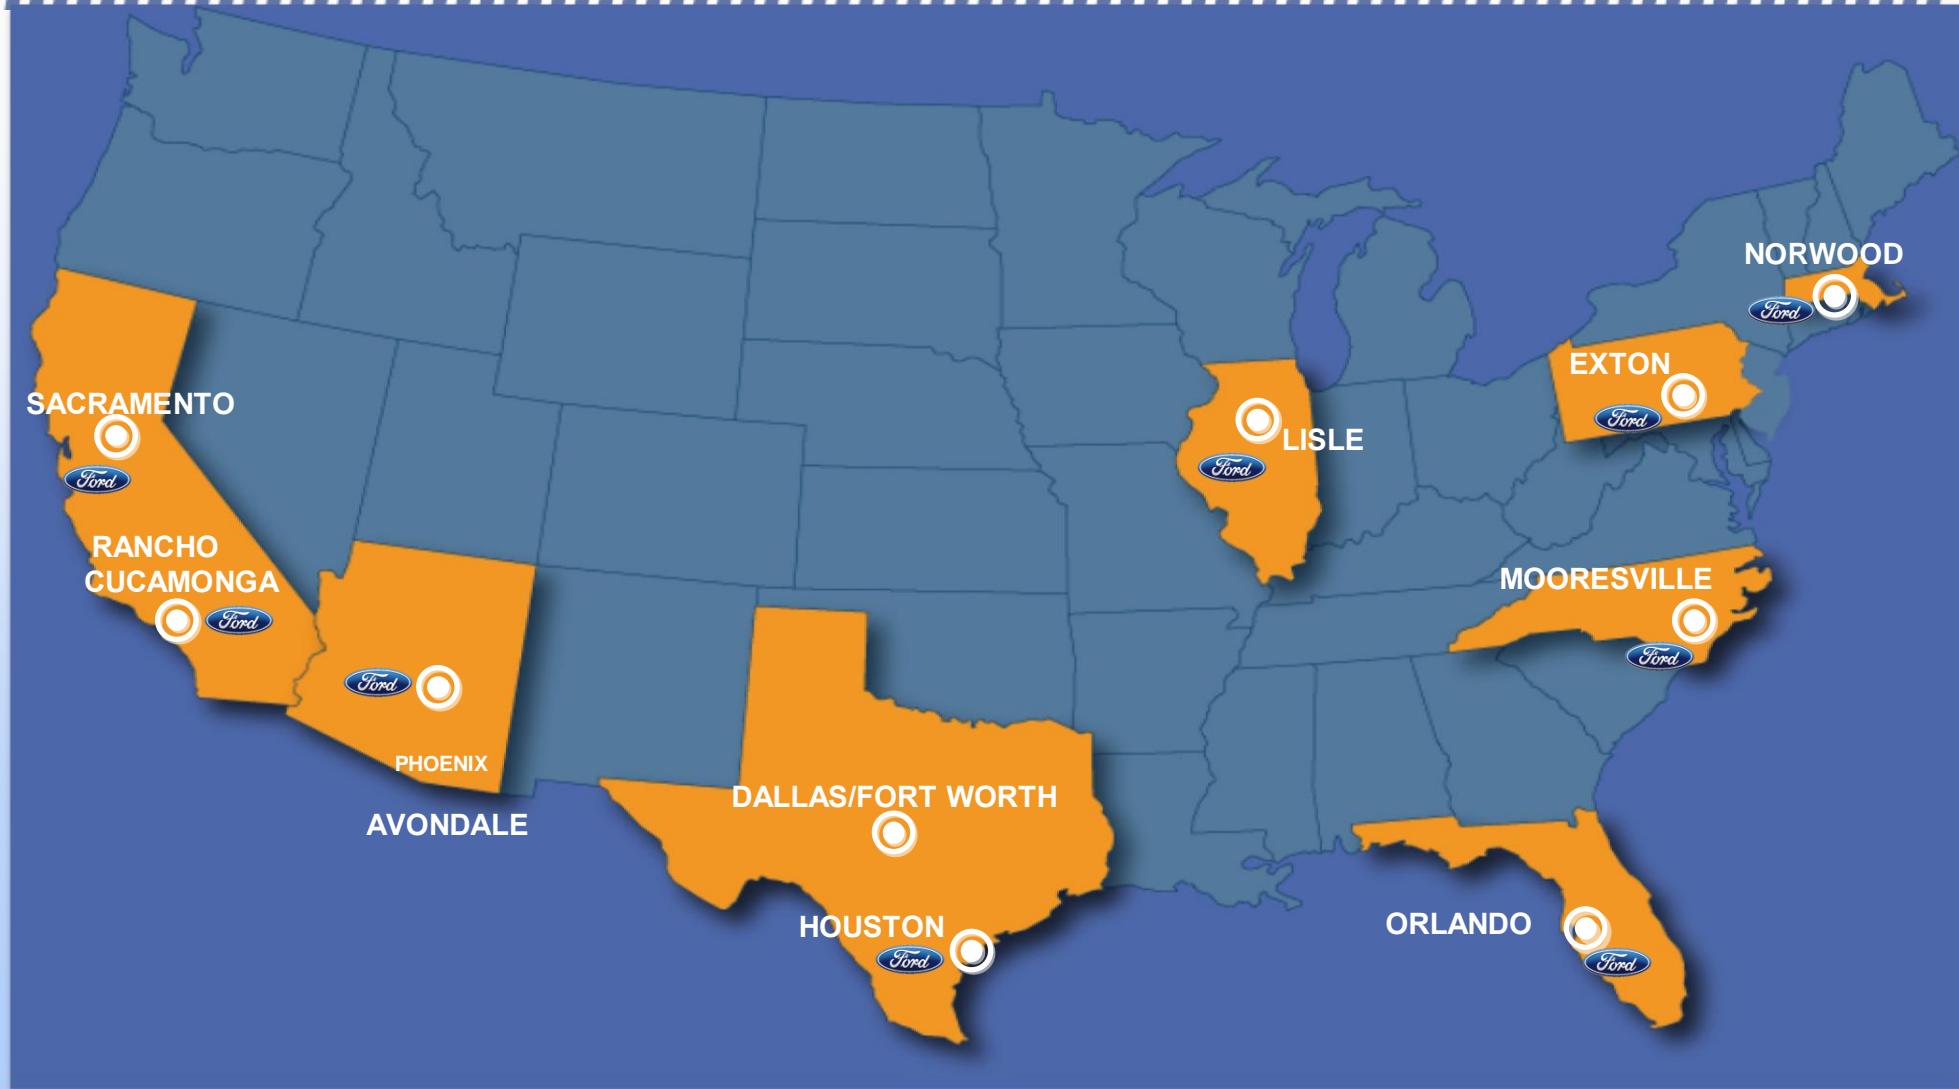 NORWOOD
Ford
EXTON
Ford
SACRAMENTO
Ford
LISLE
Ford
RANCHO
CUCAMONGA
Ford
MOORESVILLE
Ford
Ford
PHOENIX
AVONDALE
DALLAS/FORT WORTH
HOUSTON
Ford
ORLANDO
Ford